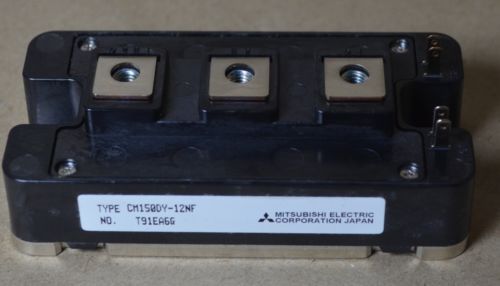 TYPE CM150DY-12NF
NO. T91EA6G
MITSUBISHI ELECTRIC
CORPORATION JAPAN